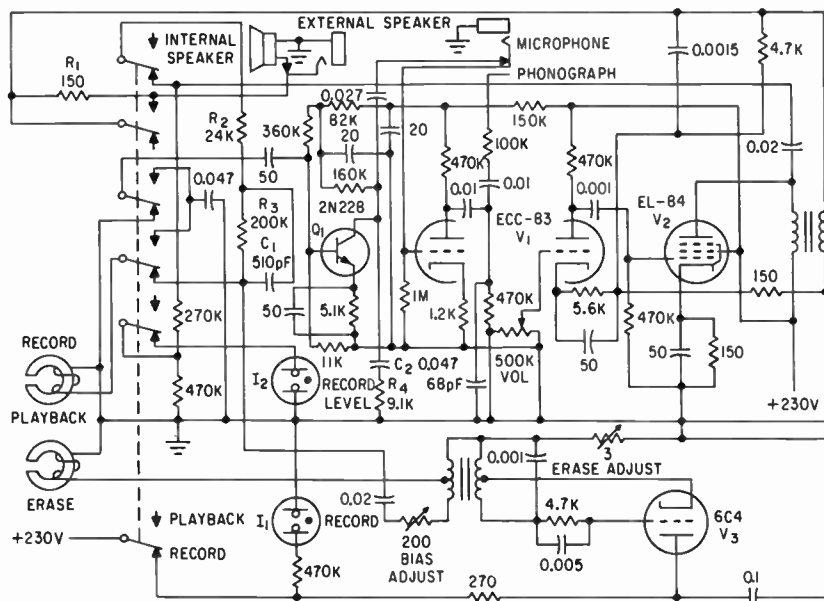 EXTERNAL SPEAKER
INTERNAL
SPEAKER
MICROPHONE
PHONOGRAPH
R1
150
R2
24K
360K
0.027
82K
20
160K
20
150K
100K
470K
0.01
0.01
0.0015
4.7K
0.02
470K
0.001
EL-84
V2
ECC-83
V1
0.047
50
R3
200K
C1
510pF
2N228
Q1
50
5.1K
1M
1.2K
470K
500K
VOL
5.6K
50
470K
50
150
150
270K
11K
C2
0.047
R4
9.1K
68pF
I2
RECORD
LEVEL
470K
+230V
RECORD
PLAYBACK
ERASE
0.02
0.001
3
ERASE ADJUST
4.7K
0.005
6C4
V3
I1
RECORD
200
BIAS
ADJUST
+230V
PLAYBACK
RECORD
470K
270
0.1